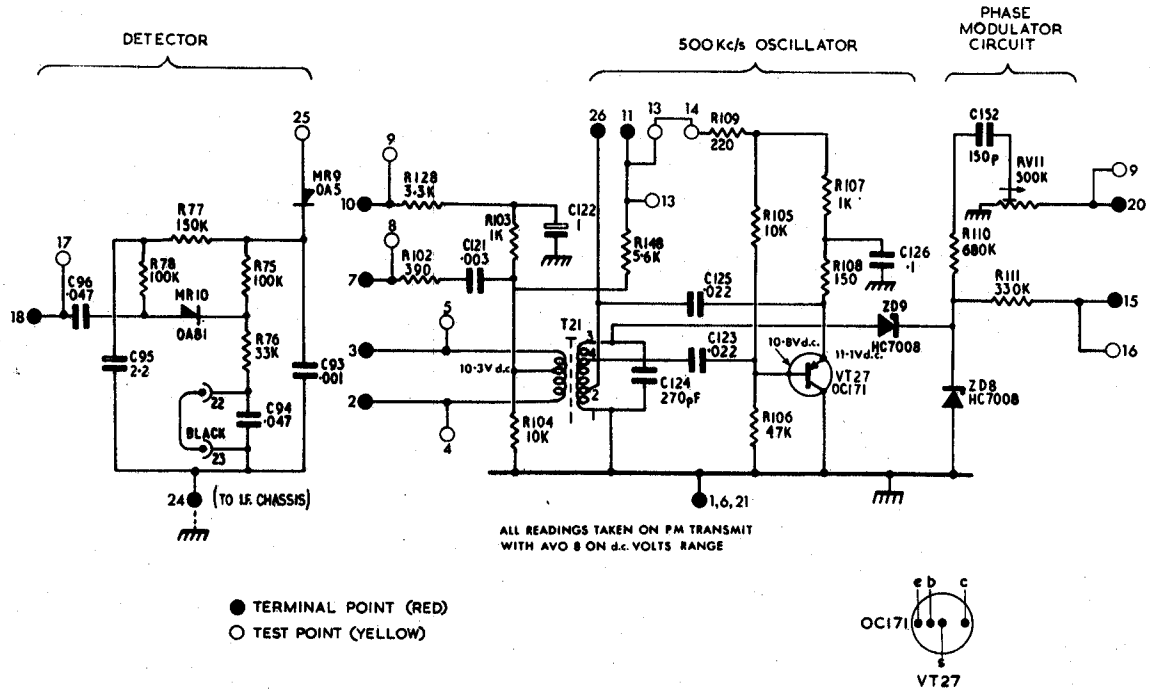 DETECTOR
500Kc/s OSCILLATOR
PHASE
MODULATOR
CIRCUIT
25
9
26
11
13
14
R109
220
C152
150p
RV11
500K
9
20
MR9
OA5
R128
3.3K
10
8
R103
1K
C122
1
13
R107
1K
R105
10K
R77
150K
17
R78
100K
R75
100K
C96
.047
MR10
OA81
18
7
R102
390
C121
.003
R148
5.6K
C125
.022
R108
150
C126
.1
R110
680K
R111
330K
15
16
5
3
T21
3
4
2
1
10.3V d.c.
C123
.022
ZD9
HC7008
10.8V d.c.
11.1V d.c.
VT27
OC171
C95
2.2
R76
33K
C93
.001
22
C94
.047
BLACK
23
2
4
R104
10K
C124
270pF
R106
47K
ZD8
HC7008
24
(TO I.F. CHASSIS)
1,6,21
ALL READINGS TAKEN ON PM TRANSMIT
WITH AVO 8 ON d.c. VOLTS RANGE
TERMINAL POINT (RED)
TEST POINT (YELLOW)
e b c
OC171
s
VT27